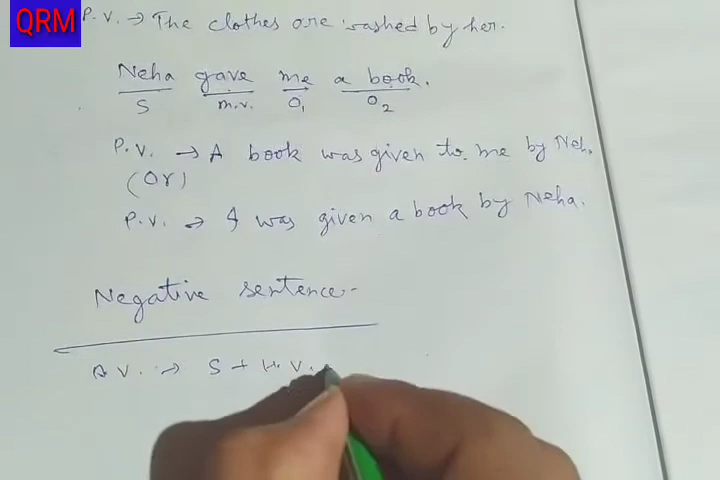 QRM
P.V. → The clothes are washed by her.
Neha gave me a book.
S m.v. O1 O2
P.V. → A book was given to me by Neh.
(Or)
P.V. → I was given a book by Neha.
Negative sentence:-
A V. → S + H.V.